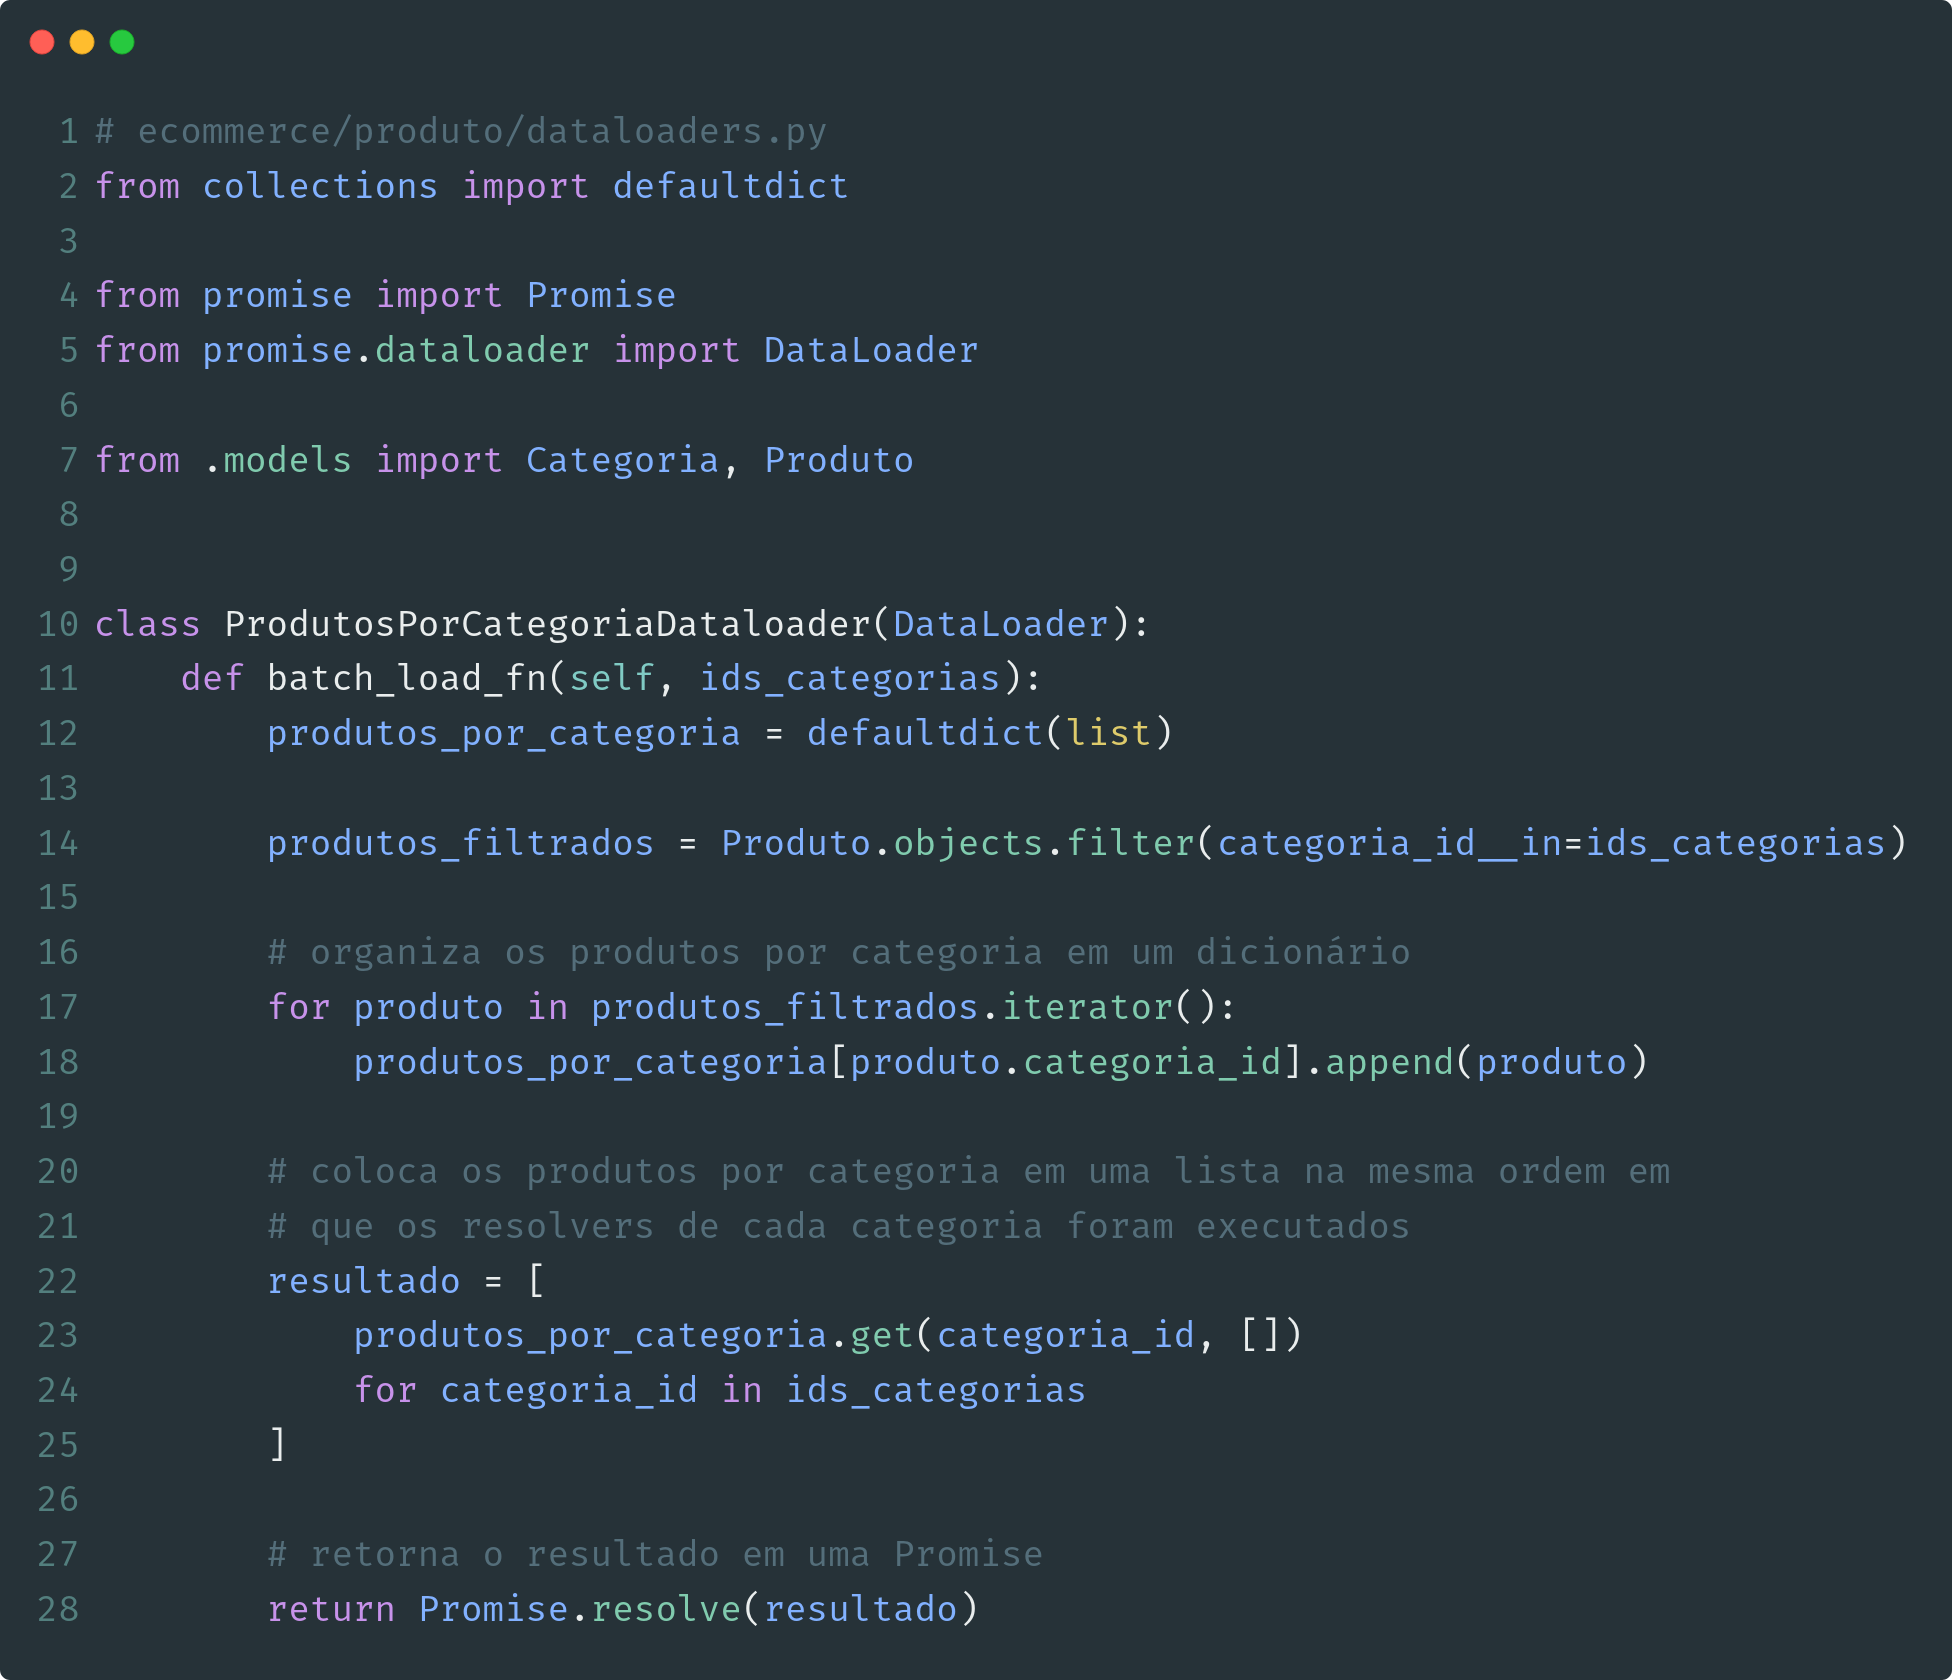 1 # ecommerce/produto/dataloaders.py
2 from collections import defaultdict
3
4 from promise import Promise
5 from promise.dataloader import DataLoader
6
7 from .models import Categoria, Produto
8
9
10 class ProdutosPorCategoriaDataloader(DataLoader):
11     def batch_load_fn(self, ids_categorias):
12         produtos_por_categoria = defaultdict(list)
13
14         produtos_filtrados = Produto.objects.filter(categoria_id__in=ids_categorias)
15
16         # organiza os produtos por categoria em um dicionário
17         for produto in produtos_filtrados.iterator():
18             produtos_por_categoria[produto.categoria_id].append(produto)
19
20         # coloca os produtos por categoria em uma lista na mesma ordem em
21         # que os resolvers de cada categoria foram executados
22         resultado = [
23             produtos_por_categoria.get(categoria_id, [])
24             for categoria_id in ids_categorias
25         ]
26
27         # retorna o resultado em uma Promise
28         return Promise.resolve(resultado)